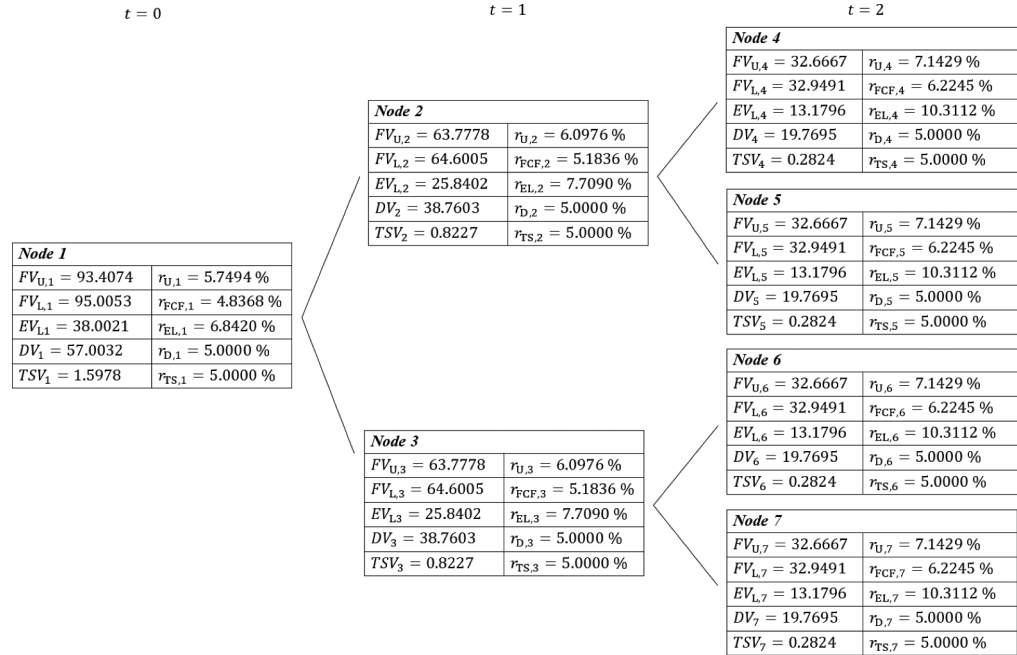 t = 0
t = 1
t = 2
Node 1
FV_U,1 = 93.4074 r_U,1 = 5.7494 %
FV_L,1 = 95.0053 r_FCF,1 = 4.8368 %
EV_L1 = 38.0021 r_EL,1 = 6.8420 %
DV_1 = 57.0032 r_D,1 = 5.0000 %
TSV_1 = 1.5978 r_TS,1 = 5.0000 %
Node 2
FV_U,2 = 63.7778 r_U,2 = 6.0976 %
FV_L,2 = 64.6005 r_FCF,2 = 5.1836 %
EV_L,2 = 25.8402 r_EL,2 = 7.7090 %
DV_2 = 38.7603 r_D,2 = 5.0000 %
TSV_2 = 0.8227 r_TS,2 = 5.0000 %
Node 3
FV_U,3 = 63.7778 r_U,3 = 6.0976 %
FV_L,3 = 64.6005 r_FCF,3 = 5.1836 %
EV_L3 = 25.8402 r_EL,3 = 7.7090 %
DV_3 = 38.7603 r_D,3 = 5.0000 %
TSV_3 = 0.8227 r_TS,3 = 5.0000 %
Node 4
FV_U,4 = 32.6667 r_U,4 = 7.1429 %
FV_L,4 = 32.9491 r_FCF,4 = 6.2245 %
EV_L,4 = 13.1796 r_EL,4 = 10.3112 %
DV_4 = 19.7695 r_D,4 = 5.0000 %
TSV_4 = 0.2824 r_TS,4 = 5.0000 %
Node 5
FV_U,5 = 32.6667 r_U,5 = 7.1429 %
FV_L,5 = 32.9491 r_FCF,5 = 6.2245 %
EV_L,5 = 13.1796 r_EL,5 = 10.3112 %
DV_5 = 19.7695 r_D,5 = 5.0000 %
TSV_5 = 0.2824 r_TS,5 = 5.0000 %
Node 6
FV_U,6 = 32.6667 r_U,6 = 7.1429 %
FV_L,6 = 32.9491 r_FCF,6 = 6.2245 %
EV_L,6 = 13.1796 r_EL,6 = 10.3112 %
DV_6 = 19.7695 r_D,6 = 5.0000 %
TSV_6 = 0.2824 r_TS,6 = 5.0000 %
Node 7
FV_U,7 = 32.6667 r_U,7 = 7.1429 %
FV_L,7 = 32.9491 r_FCF,7 = 6.2245 %
EV_L,7 = 13.1796 r_EL,7 = 10.3112 %
DV_7 = 19.7695 r_D,7 = 5.0000 %
TSV_7 = 0.2824 r_TS,7 = 5.0000 %